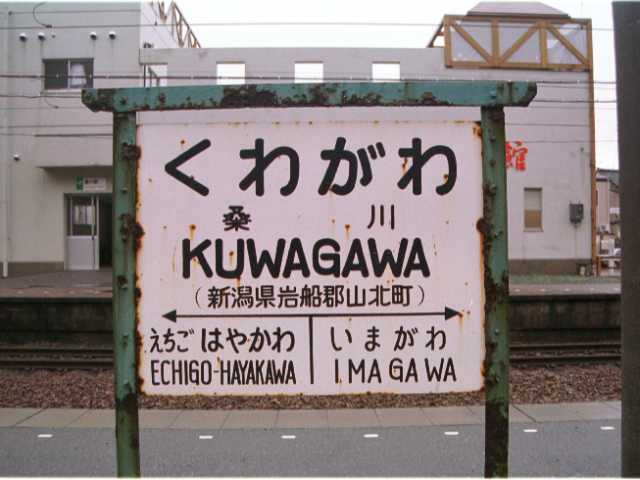 くわがわ
桑川
KUWAGAWA
(新潟県岩船郡山北町)
えちごはやかわ いまがわ
ECHIGO-HAYAKAWA IMAGAWA
館